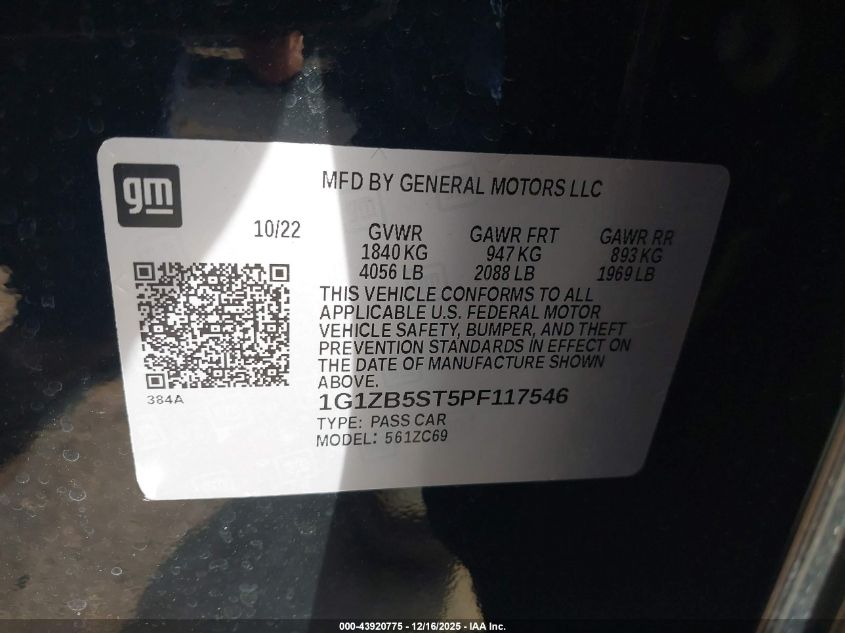 gm
MFD BY GENERAL MOTORS LLC
10/22
GVWR GAWR FRT GAWR RR
1840 KG 947 KG 893 KG
4056 LB 2088 LB 1969 LB
THIS VEHICLE CONFORMS TO ALL
APPLICABLE U.S. FEDERAL MOTOR
VEHICLE SAFETY, BUMPER, AND THEFT
PREVENTION STANDARDS IN EFFECT ON
THE DATE OF MANUFACTURE SHOWN
ABOVE.
384A
1G1ZB5ST5PF117546
TYPE: PASS CAR
MODEL: 561ZC69
000-43920775 - 12/16/2025 - IAA Inc.